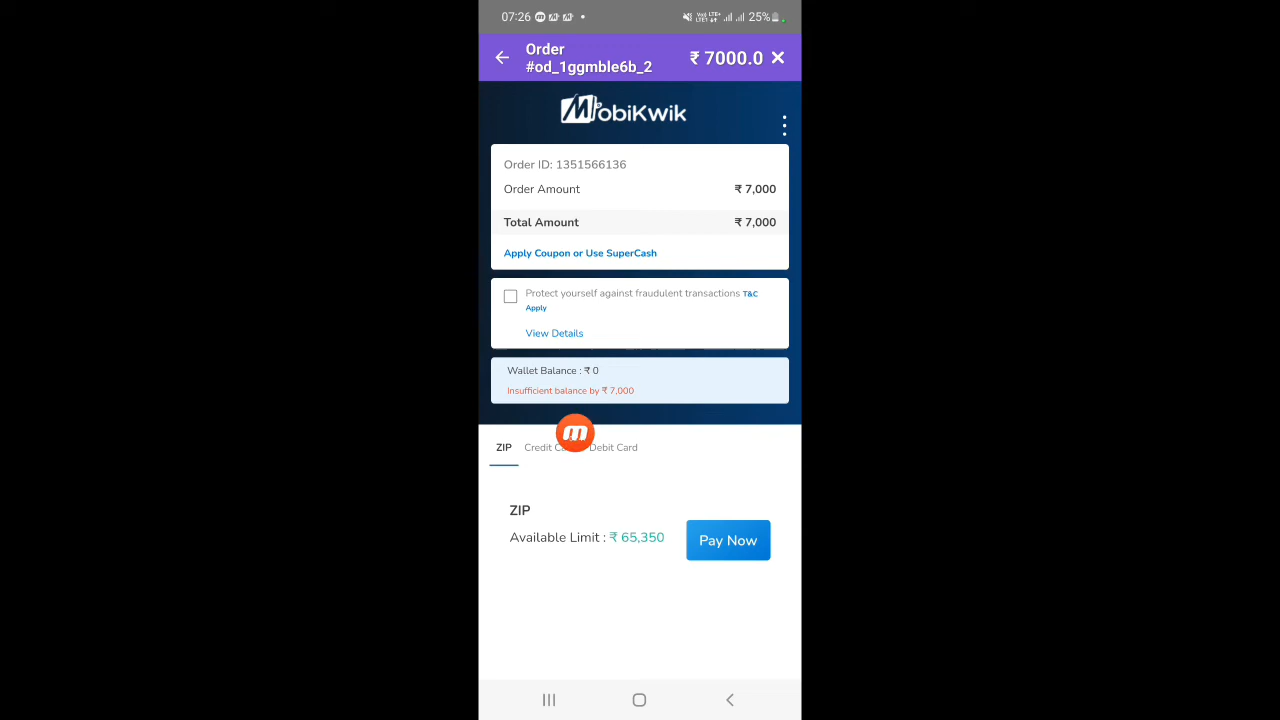 07:26
25%
Order
#od_1ggmble6b_2
₹ 7000.0
MobiKwik
Order ID: 1351566136
Order Amount ₹ 7,000
Total Amount ₹ 7,000
Apply Coupon or Use SuperCash
Protect yourself against fraudulent transactions T&C
Apply
View Details
Wallet Balance : ₹ 0
Insufficient balance by ₹ 7,000
ZIP Credit Debit Card
ZIP
Available Limit : ₹ 65,350
Pay Now